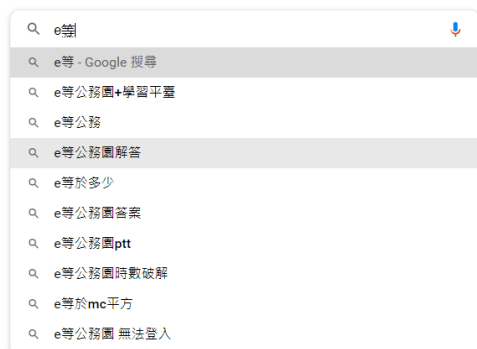 e等
e等 - Google 搜尋
e等公務園+學習平臺
e等公務
e等公務園解答
e等於多少
e等公務園答案
e等公務園ptt
e等公務園時數破解
e等於mc平方
e等公務園 無法登入